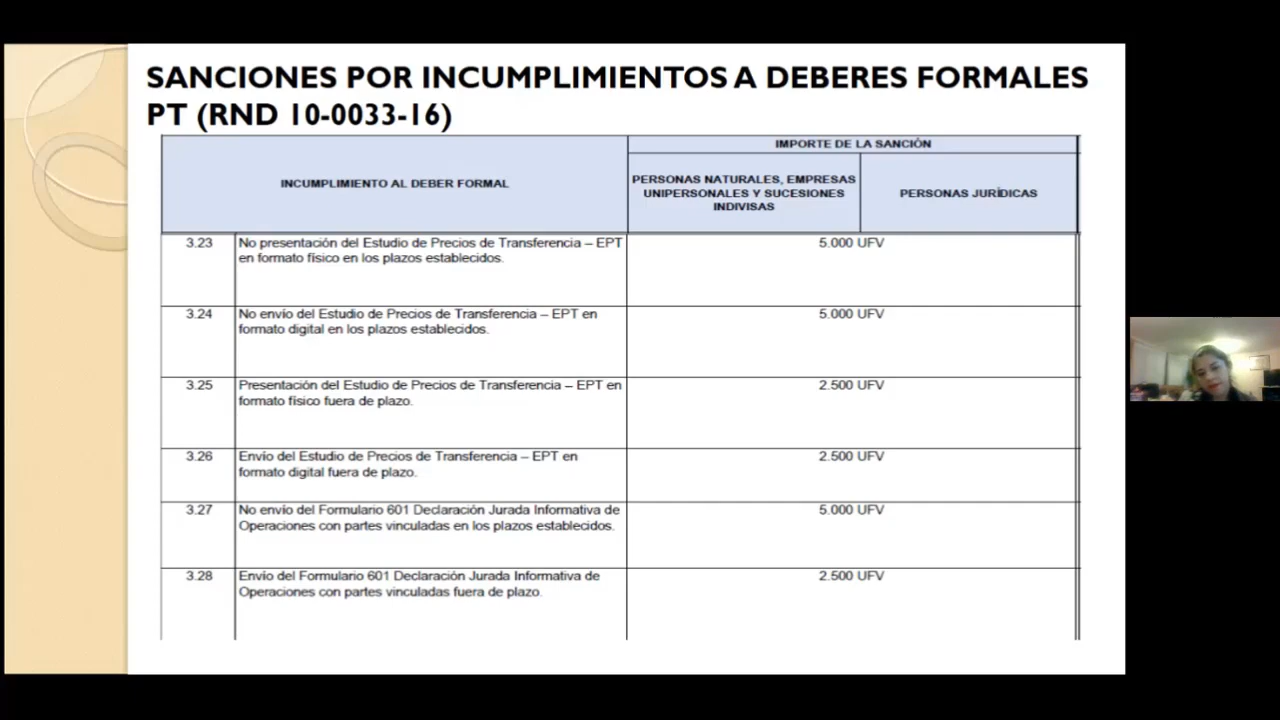 SANCIONES POR INCUMPLIMIENTOS A DEBERES FORMALES
PT (RND 10-0033-16)
INCUMPLIMIENTO AL DEBER FORMAL
IMPORTE DE LA SANCIÓN
PERSONAS NATURALES, EMPRESAS
UNIPERSONALES Y SUCESIONES
INDIVISAS
PERSONAS JURÍDICAS
3.23
No presentación del Estudio de Precios de Transferencia – EPT
en formato físico en los plazos establecidos.
5.000 UFV
3.24
No envío del Estudio de Precios de Transferencia – EPT en
formato digital en los plazos establecidos.
5.000 UFV
3.25
Presentación del Estudio de Precios de Transferencia – EPT en
formato físico fuera de plazo.
2.500 UFV
3.26
Envío del Estudio de Precios de Transferencia – EPT en
formato digital fuera de plazo.
2.500 UFV
3.27
No envío del Formulario 601 Declaración Jurada Informativa de
Operaciones con partes vinculadas en los plazos establecidos.
5.000 UFV
3.28
Envío del Formulario 601 Declaración Jurada Informativa de
Operaciones con partes vinculadas fuera de plazo.
2.500 UFV